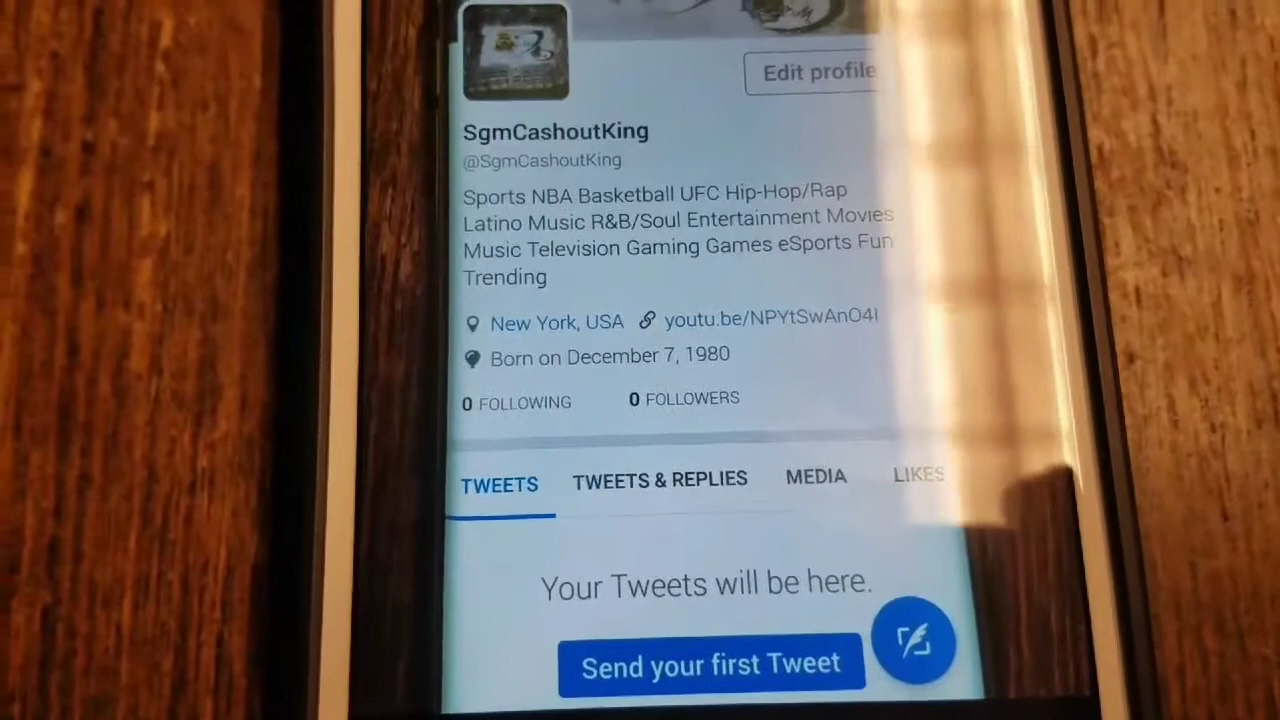 Edit profile
SgmCashoutKing
@SgmCashoutKing
Sports NBA Basketball UFC Hip-Hop/Rap
Latino Music R&B/Soul Entertainment Movies
Music Television Gaming Games eSports Fun
Trending
New York, USA youtu.be/NPYtSwAnO4I
Born on December 7, 1980
0 FOLLOWING 0 FOLLOWERS
TWEETS TWEETS & REPLIES MEDIA LIKES
Your Tweets will be here.
Send your first Tweet